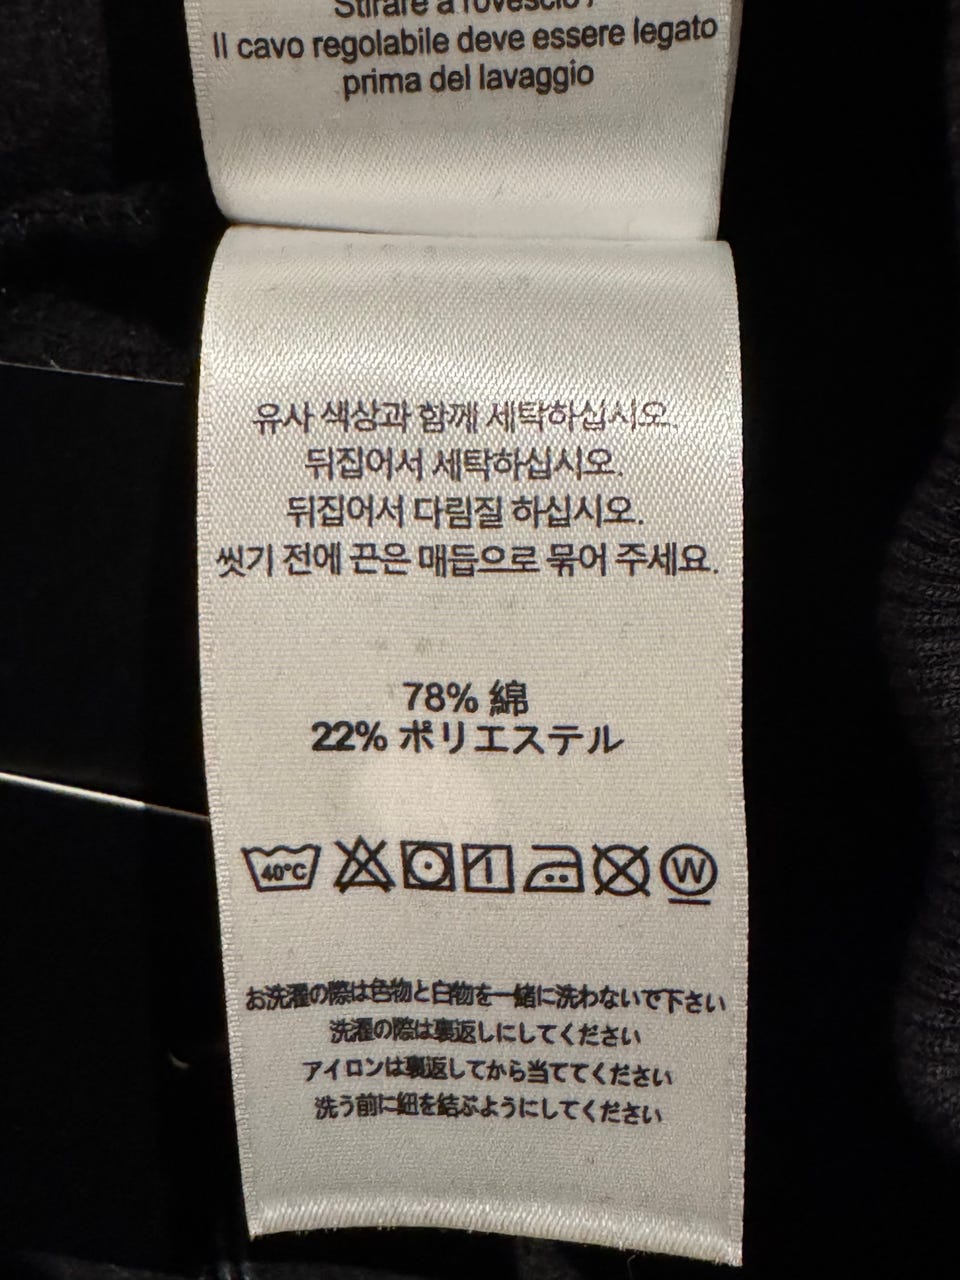 Stirare a rovescio /
Il cavo regolabile deve essere legato
prima del lavaggio
유사 색상과 함께 세탁하십시오.
뒤집어서 세탁하십시오.
뒤집어서 다림질 하십시오.
씻기 전에 끈은 매듭으로 묶어 주세요.
78% 綿
22% ポリエステル
40°C
W
お洗濯の際は色物と白物を一緒に洗わないで下さい
洗濯の際は裏返しにしてください
アイロンは裏返してから当ててください
洗う前に紐を結ぶようにしてください